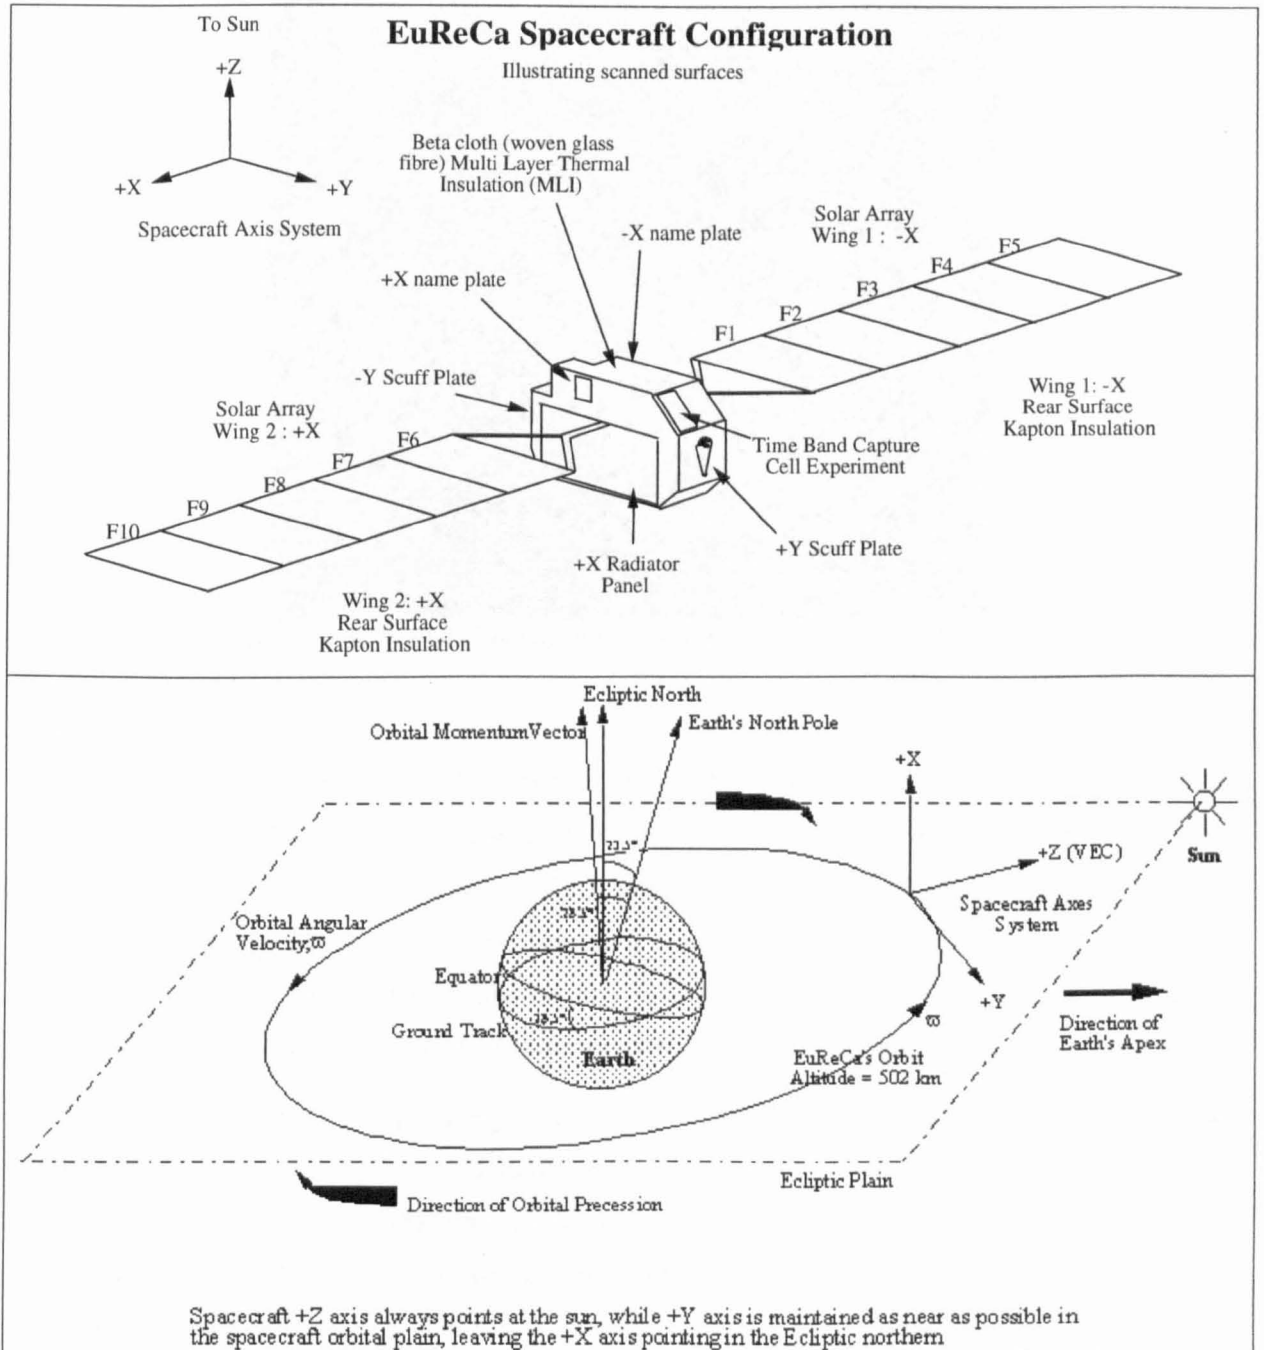 To Sun
EuReCa Spacecraft Configuration
Illustrating scanned surfaces
+Z
+X
+Y
Spacecraft Axis System
Beta cloth (woven glass
fibre) Multi Layer Thermal
Insulation (MLI)
-X name plate
+X name plate
Solar Array
Wing 1 : -X
F1
F2
F3
F4
F5
-Y Scuff Plate
Solar Array
Wing 2 : +X
F6
F7
F8
F9
F10
Wing 1: -X
Rear Surface
Kapton Insulation
Time Band Capture
Cell Experiment
+Y Scuff Plate
+X Radiator
Panel
Wing 2: +X
Rear Surface
Kapton Insulation
Ecliptic North
Orbital Momentum Vector
Earth's North Pole
+X
+Z (VEC)
Sun
Spacecraft Axes
System
+Y
23.5°
28.5°
Orbital Angular
Velocity, ϖ
Equator
Ground Track
28.5°
Earth
ϖ
Direction of
Earth's Apex
EuReCa's Orbit
Altitude = 502 km
Ecliptic Plain
Direction of Orbital Precession
Spacecraft +Z axis always points at the sun, while +Y axis is maintained as near as possible in
the spacecraft orbital plain, leaving the +X axis pointing in the Ecliptic northern